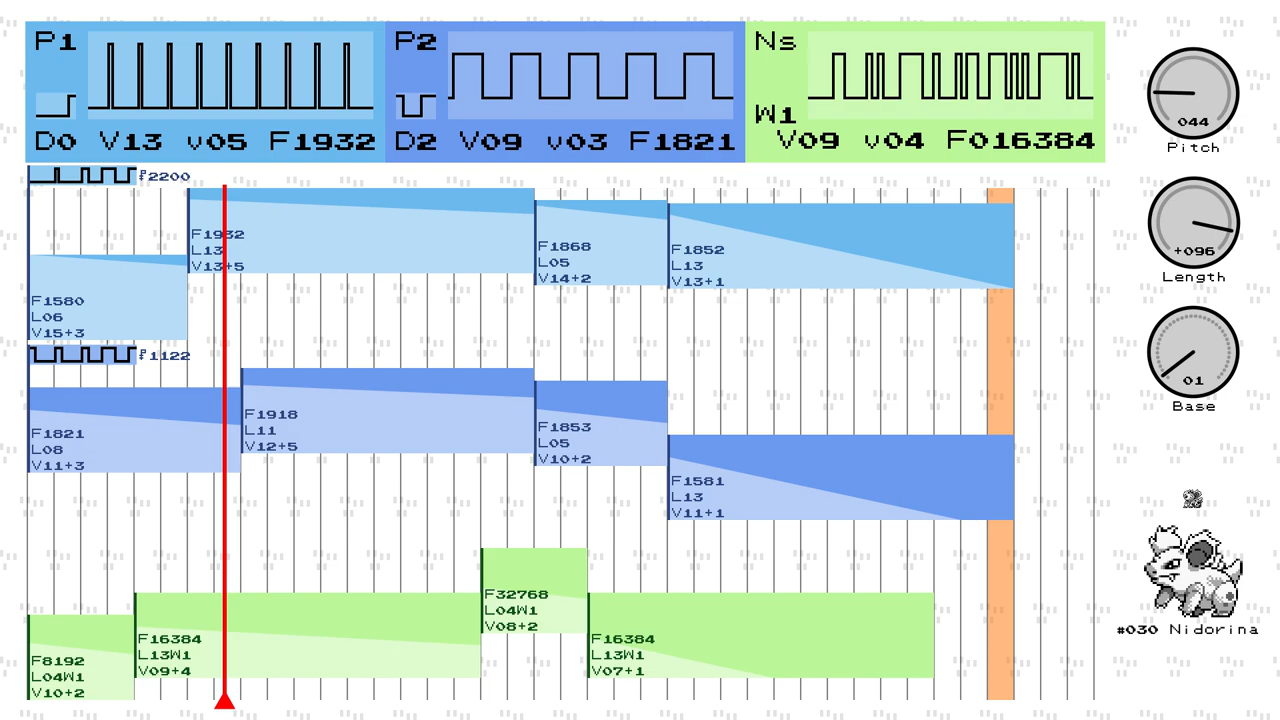 P1
D0 V13 v05 F1932
P2
D2 V09 v03 F1821
Ns
W1
V09 v04 F016384
044
Pitch
+096
Length
01
Base
#030 Nidorina
f2200
F1580
L06
V15+3
F1932
L13
V13+5
F1868
L05
V14+2
F1852
L13
V13+1
f1122
F1821
L08
V11+3
F1918
L11
V12+5
F1853
L05
V10+2
F1581
L13
V11+1
F8192
L04W1
V10+2
F16384
L13W1
V09+4
F32768
L04W1
V08+2
F16384
L13W1
V07+1